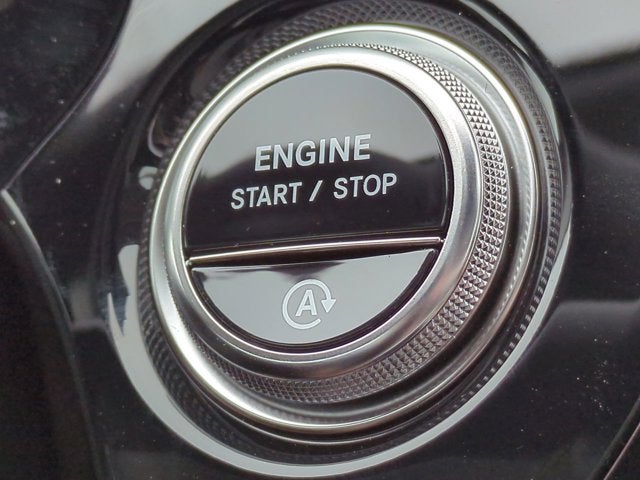 ENGINE
START / STOP
A